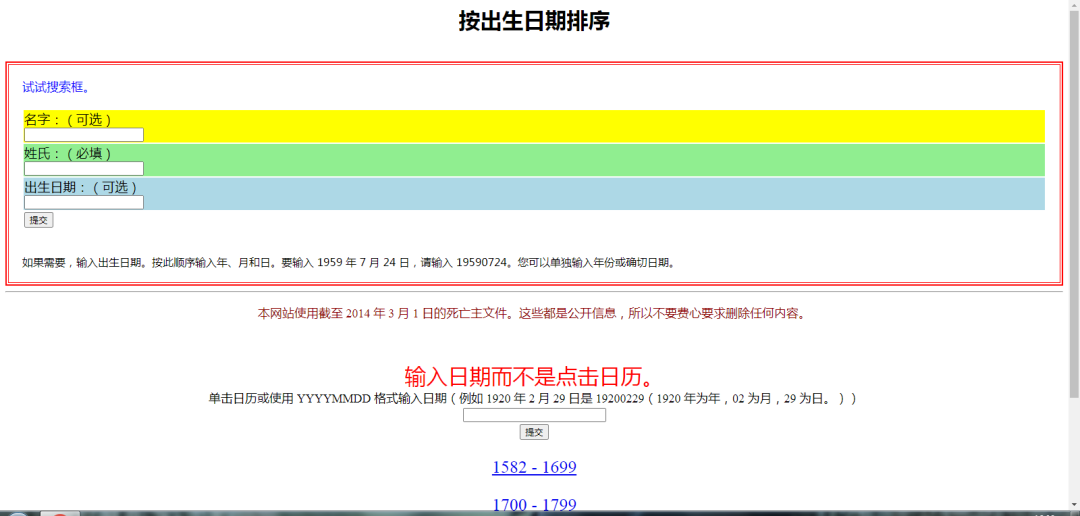 按出生日期排序
试试搜索框。
名字：（可选）
姓氏：（必填）
出生日期：（可选）
提交
如果需要，输入出生日期。按此顺序输入年、月和日。要输入 1959 年 7 月 24 日，请输入 19590724。您可以单独输入年份或确切日期。
本网站使用截至 2014 年 3 月 1 日的死亡主文件。这些都是公开信息，所以不要费心要求删除任何内容。
输入日期而不是点击日历。
单击日历或使用 YYYYMMDD 格式输入日期（例如 1920 年 2 月 29 日是 19200229（1920 年为年，02 为月，29 为日。））
提交
1582 - 1699
1700 - 1799